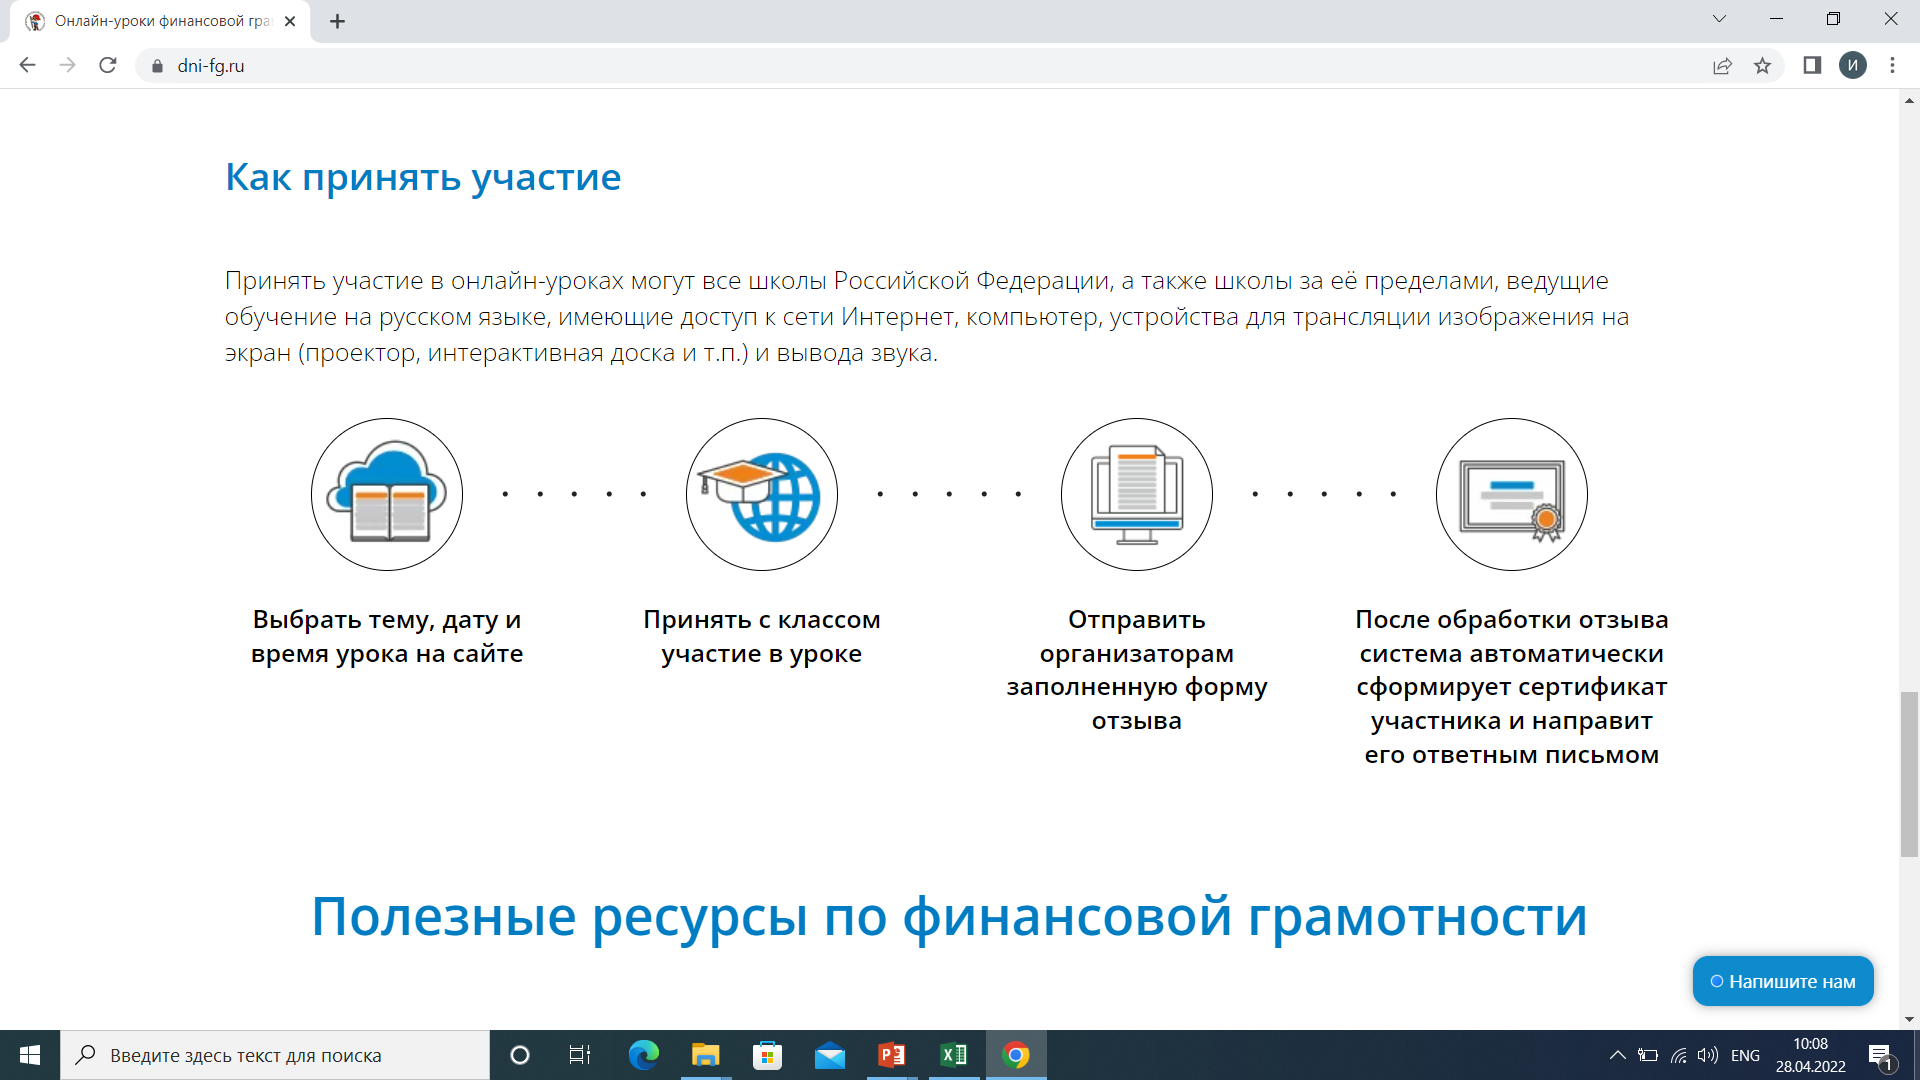 Онлайн-уроки финансовой гра
dni-fg.ru
И
Как принять участие
Принять участие в онлайн-уроках могут все школы Российской Федерации, а также школы за её пределами, ведущие
обучение на русском языке, имеющие доступ к сети Интернет, компьютер, устройства для трансляции изображения на
экран (проектор, интерактивная доска и т.п.) и вывода звука.
Выбрать тему, дату и
время урока на сайте
Принять с классом
участие в уроке
Отправить
организаторам
заполненную форму
отзыва
После обработки отзыва
система автоматически
сформирует сертификат
участника и направит
его ответным письмом
Полезные ресурсы по финансовой грамотности
Напишите нам
Введите здесь текст для поиска
ENG
10:08
28.04.2022
1